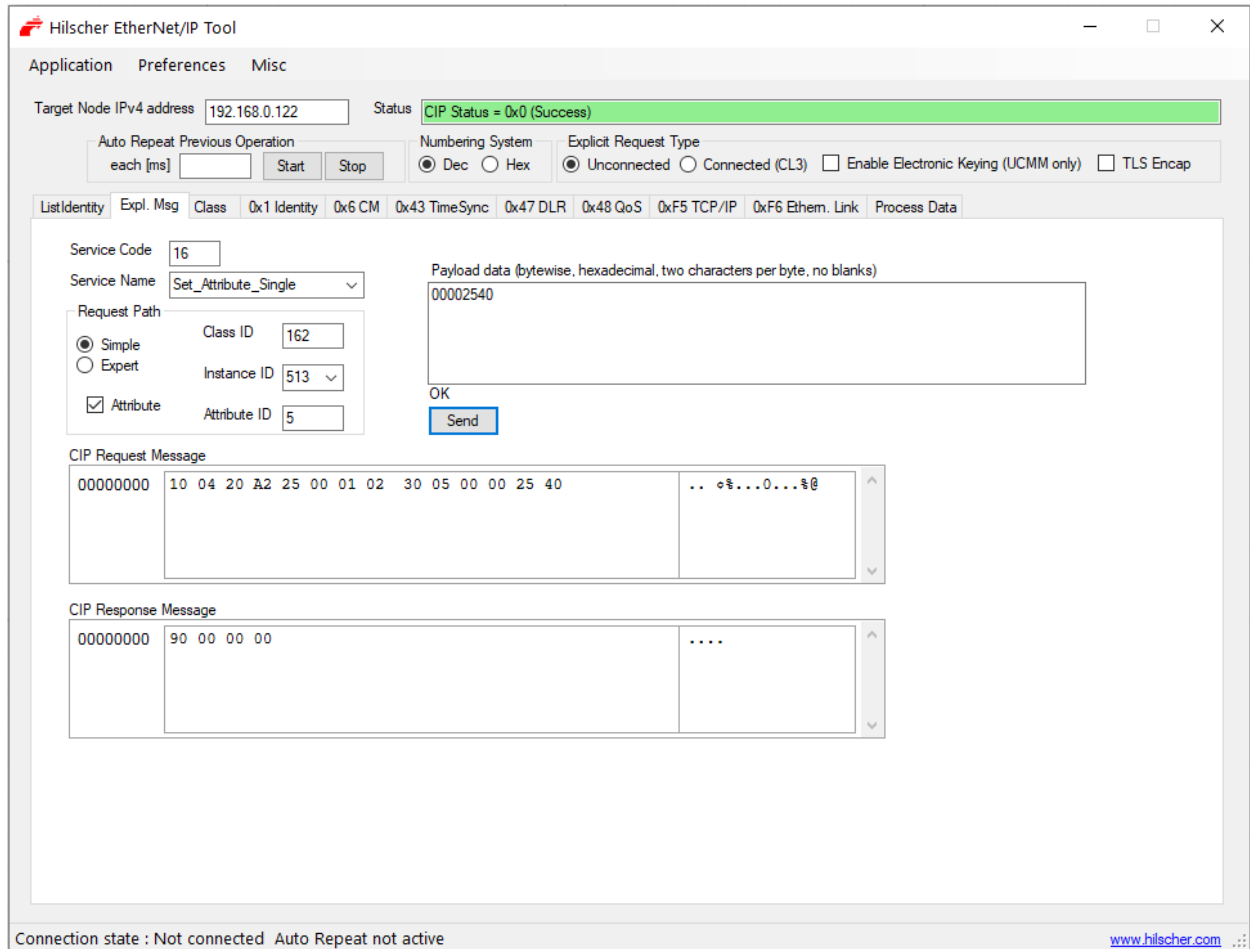 Hilscher EtherNet/IP Tool
Application Preferences Misc
Target Node IPv4 address 192.168.0.122 Status CIP Status = 0x0 (Success)
Auto Repeat Previous Operation Numbering System Explicit Request Type
each [ms] Start Stop Dec Hex Unconnected Connected (CL3) Enable Electronic Keying (UCMM only) TLS Encap
ListIdentity Expl. Msg Class 0x1 Identity 0x6 CM 0x43 TimeSync 0x47 DLR 0x48 QoS 0xF5 TCP/IP 0xF6 Ethern. Link Process Data
Service Code 16
Service Name Set_Attribute_Single
Request Path
Simple
Expert
Attribute
Class ID 162
Instance ID 513
Attribute ID 5
Payload data (bytewise, hexadecimal, two characters per byte, no blanks)
00002540
OK
Send
CIP Request Message
00000000 10 04 20 A2 25 00 01 02 30 05 00 00 25 40 .. ¢%...0...%@
CIP Response Message
00000000 90 00 00 00 ....
Connection state : Not connected Auto Repeat not active www.hilscher.com